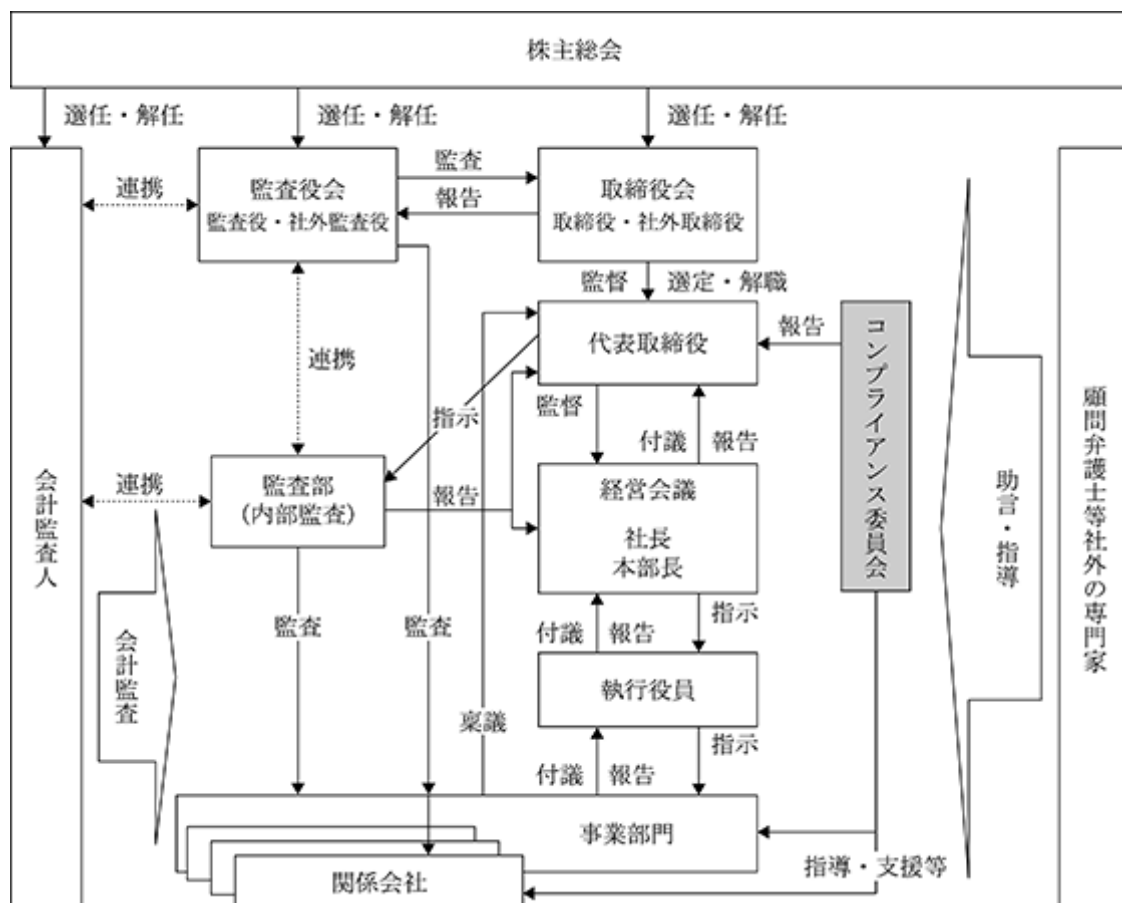 株主総会
選任・解任
選任・解任
選任・解任
監査役会
監査役・社外監査役
監査
報告
取締役会
取締役・社外取締役
連携
監督
選定・解職
代表取締役
報告
コンプライアンス委員会
連携
指示
監督
付議
報告
連携
監査部
(内部監査)
報告
経営会議
社長
本部長
会計監査人
会計監査
監査
監査
付議
報告
指示
執行役員
稟議
付議
報告
指示
事業部門
関係会社
指導・支援等
助言・指導
顧問弁護士等社外の専門家